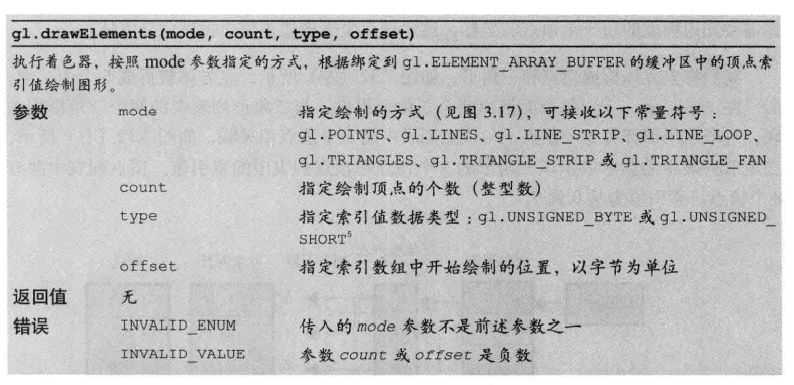 gl.drawElements(mode, count, type, offset)
执行着色器，按照 mode 参数指定的方式，根据绑定到 gl.ELEMENT_ARRAY_BUFFER 的缓冲区中的顶点索
引值绘制图形。
参数 mode 指定绘制的方式（见图 3.17），可接收以下常量符号：
gl.POINTS、gl.LINES、gl.LINE_STRIP、gl.LINE_LOOP、
gl.TRIANGLES、gl.TRIANGLE_STRIP 或 gl.TRIANGLE_FAN
count 指定绘制顶点的个数（整型数）
type 指定索引值数据类型：gl.UNSIGNED_BYTE 或 gl.UNSIGNED_
SHORT⁵
offset 指定索引数组中开始绘制的位置，以字节为单位
返回值 无
错误 INVALID_ENUM 传入的 mode 参数不是前述参数之一
INVALID_VALUE 参数 count 或 offset 是负数